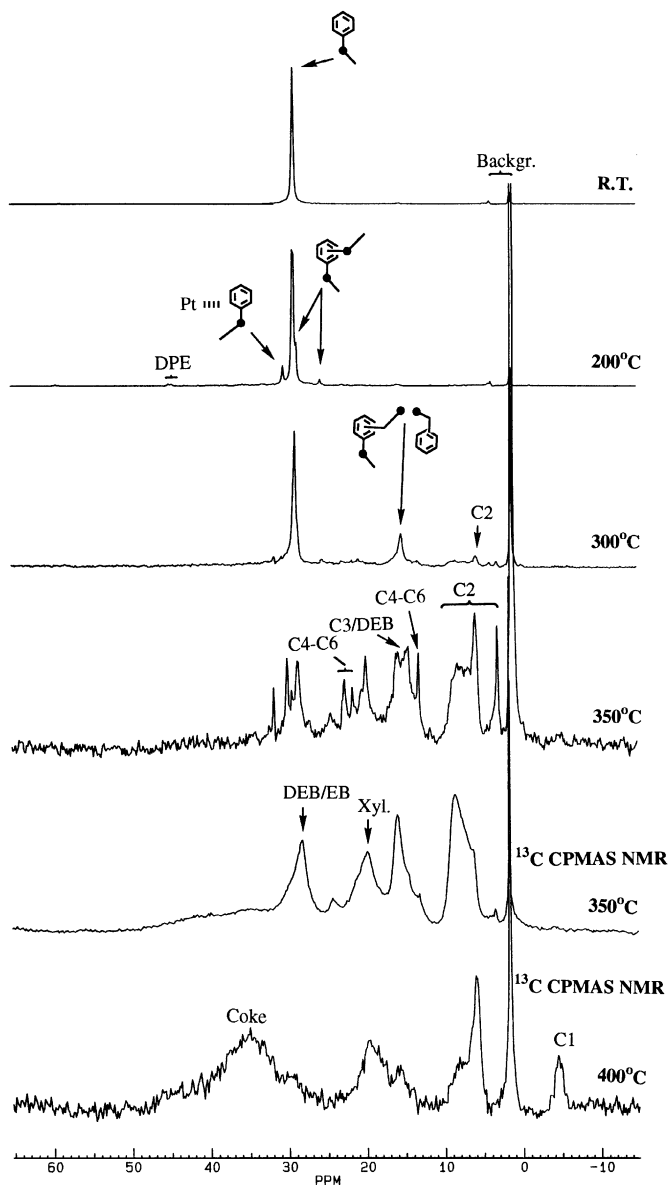 Backgr.
R.T.
Pt
DPE
200°C
C2
300°C
C4-C6
C2
C3/DEB
C4-C6
350°C
DEB/EB
Xyl.
¹³C CPMAS NMR
350°C
¹³C CPMAS NMR
Coke
C1
400°C
60 50 40 30 20 10 0 -10
PPM